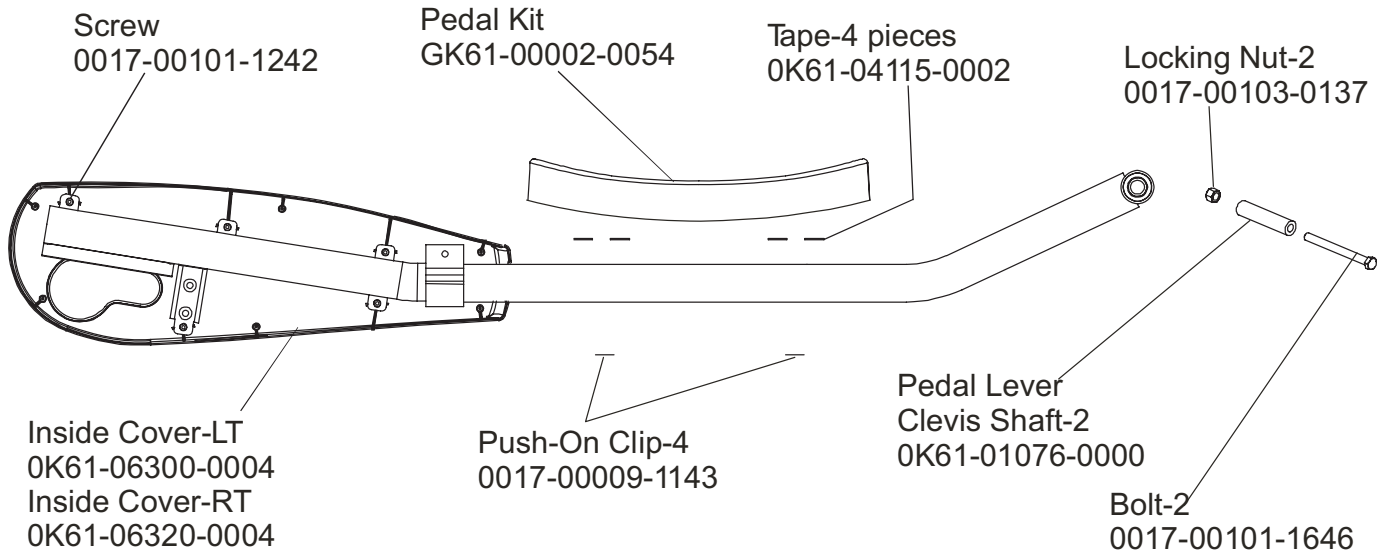 Screw
0017-00101-1242
Pedal Kit
GK61-00002-0054
Tape-4 pieces
0K61-04115-0002
Locking Nut-2
0017-00103-0137
Inside Cover-LT
0K61-06300-0004
Inside Cover-RT
0K61-06320-0004
Push-On Clip-4
0017-00009-1143
Pedal Lever
Clevis Shaft-2
0K61-01076-0000
Bolt-2
0017-00101-1646